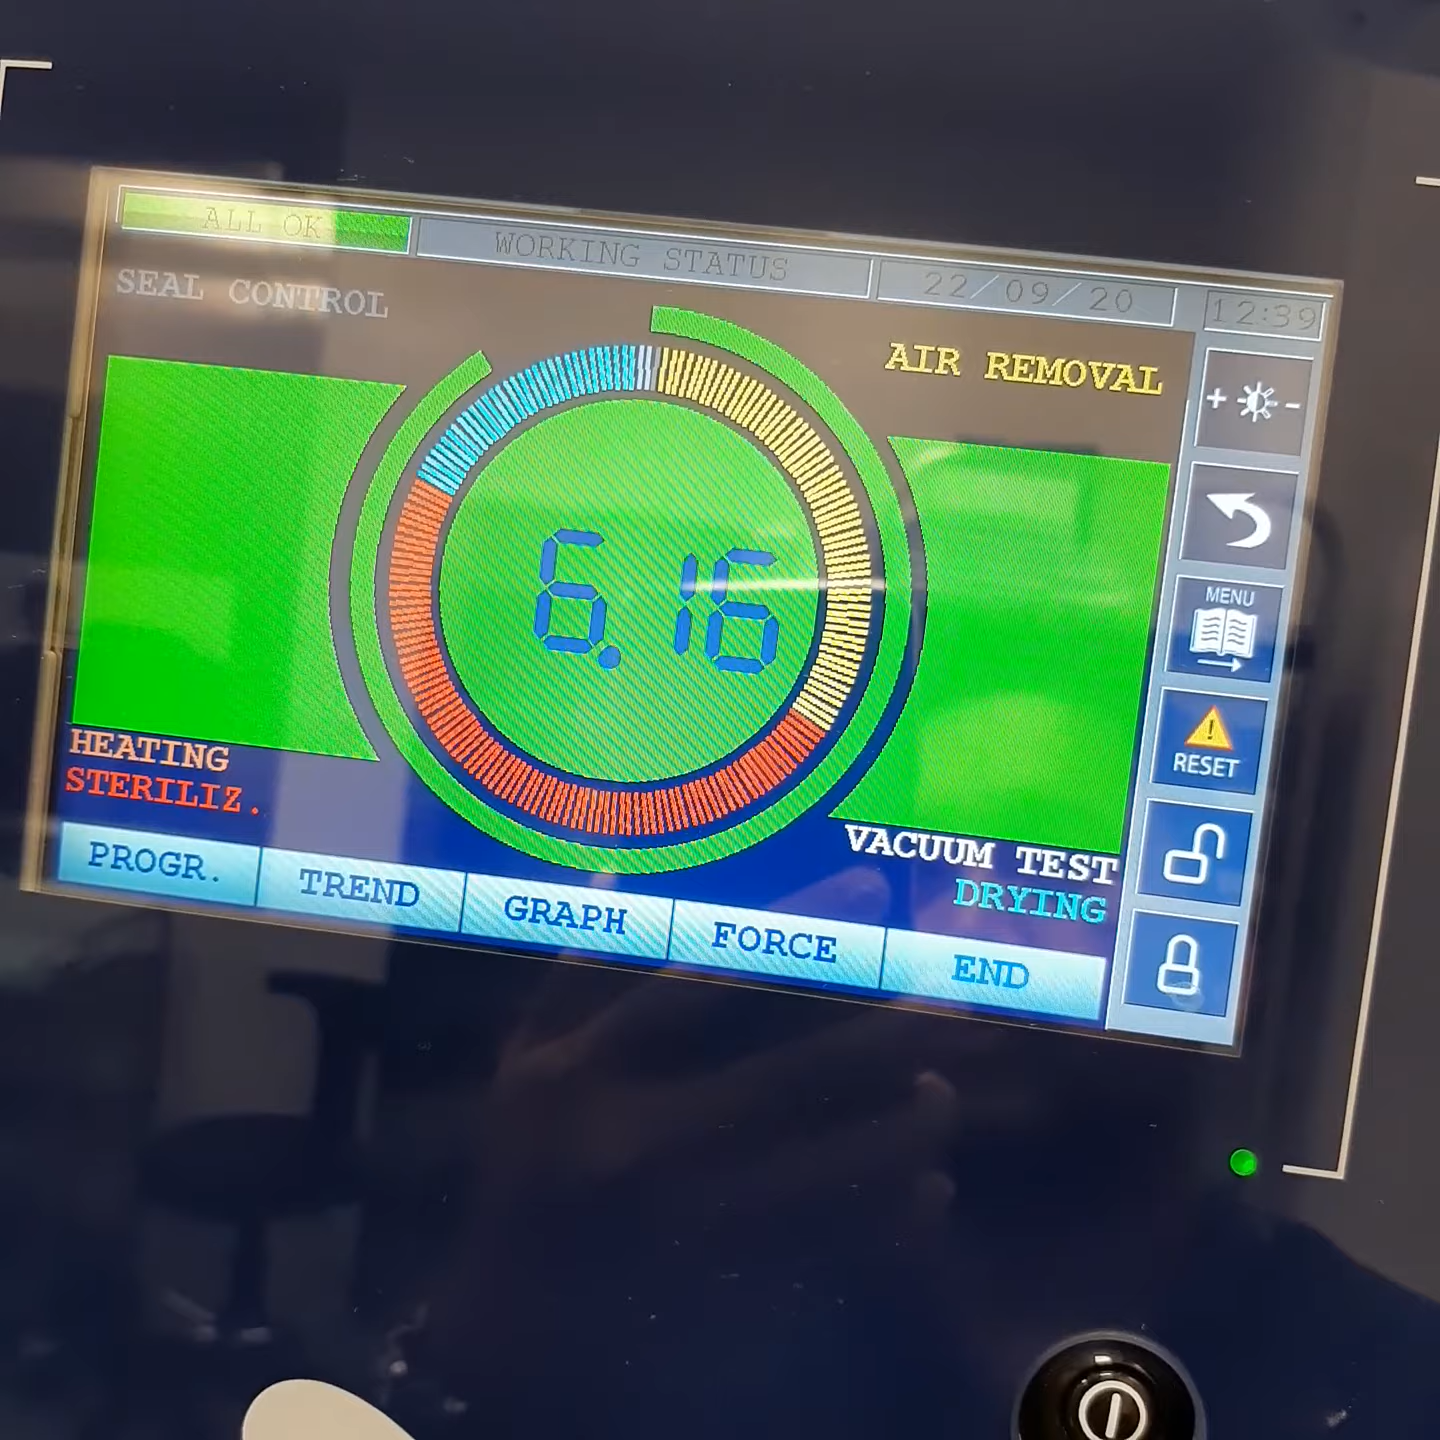 ALL OK
WORKING STATUS
22/09/20
12:39
SEAL CONTROL
AIR REMOVAL
+ -
6.16
MENU
RESET
HEATING
STERILIZ.
VACUUM TEST
DRYING
PROGR.
TREND
GRAPH
FORCE
END